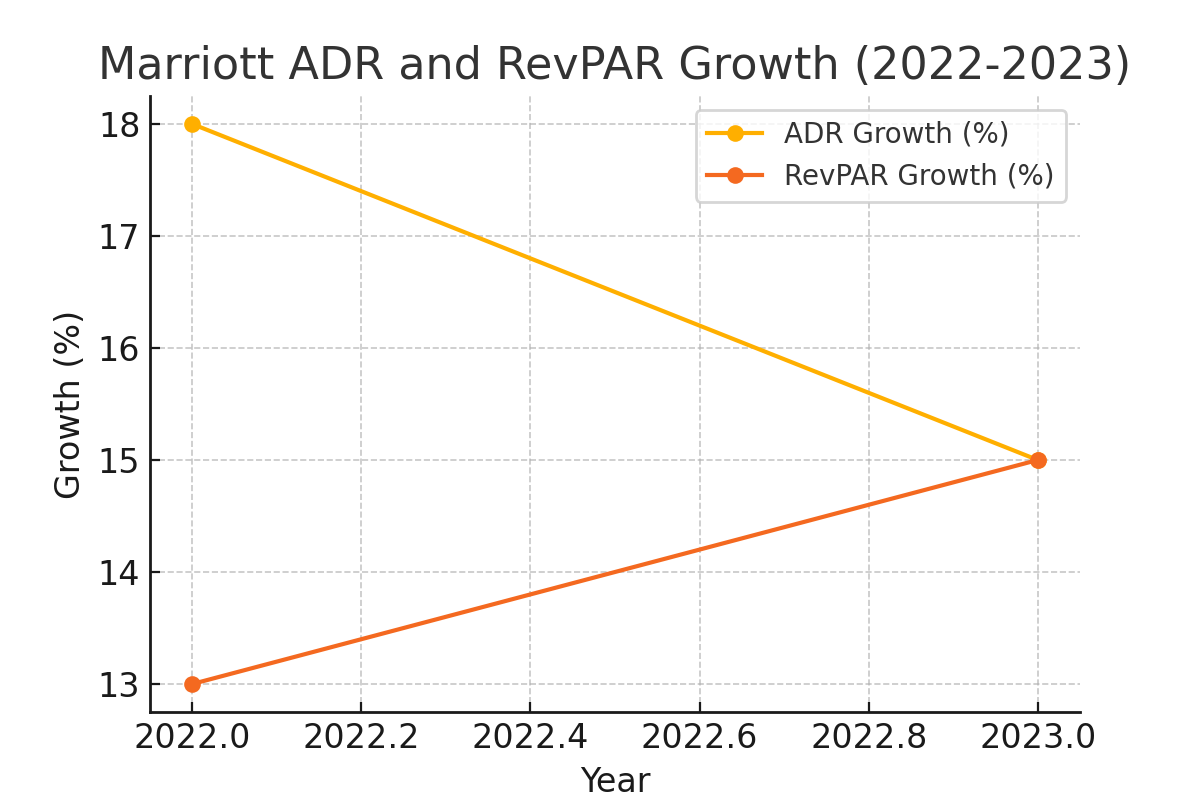 Marriott ADR and RevPAR Growth (2022-2023)
ADR Growth (%)
RevPAR Growth (%)
Growth (%)
18
17
16
15
14
13
2022.0 2022.2 2022.4 2022.6 2022.8 2023.0
Year